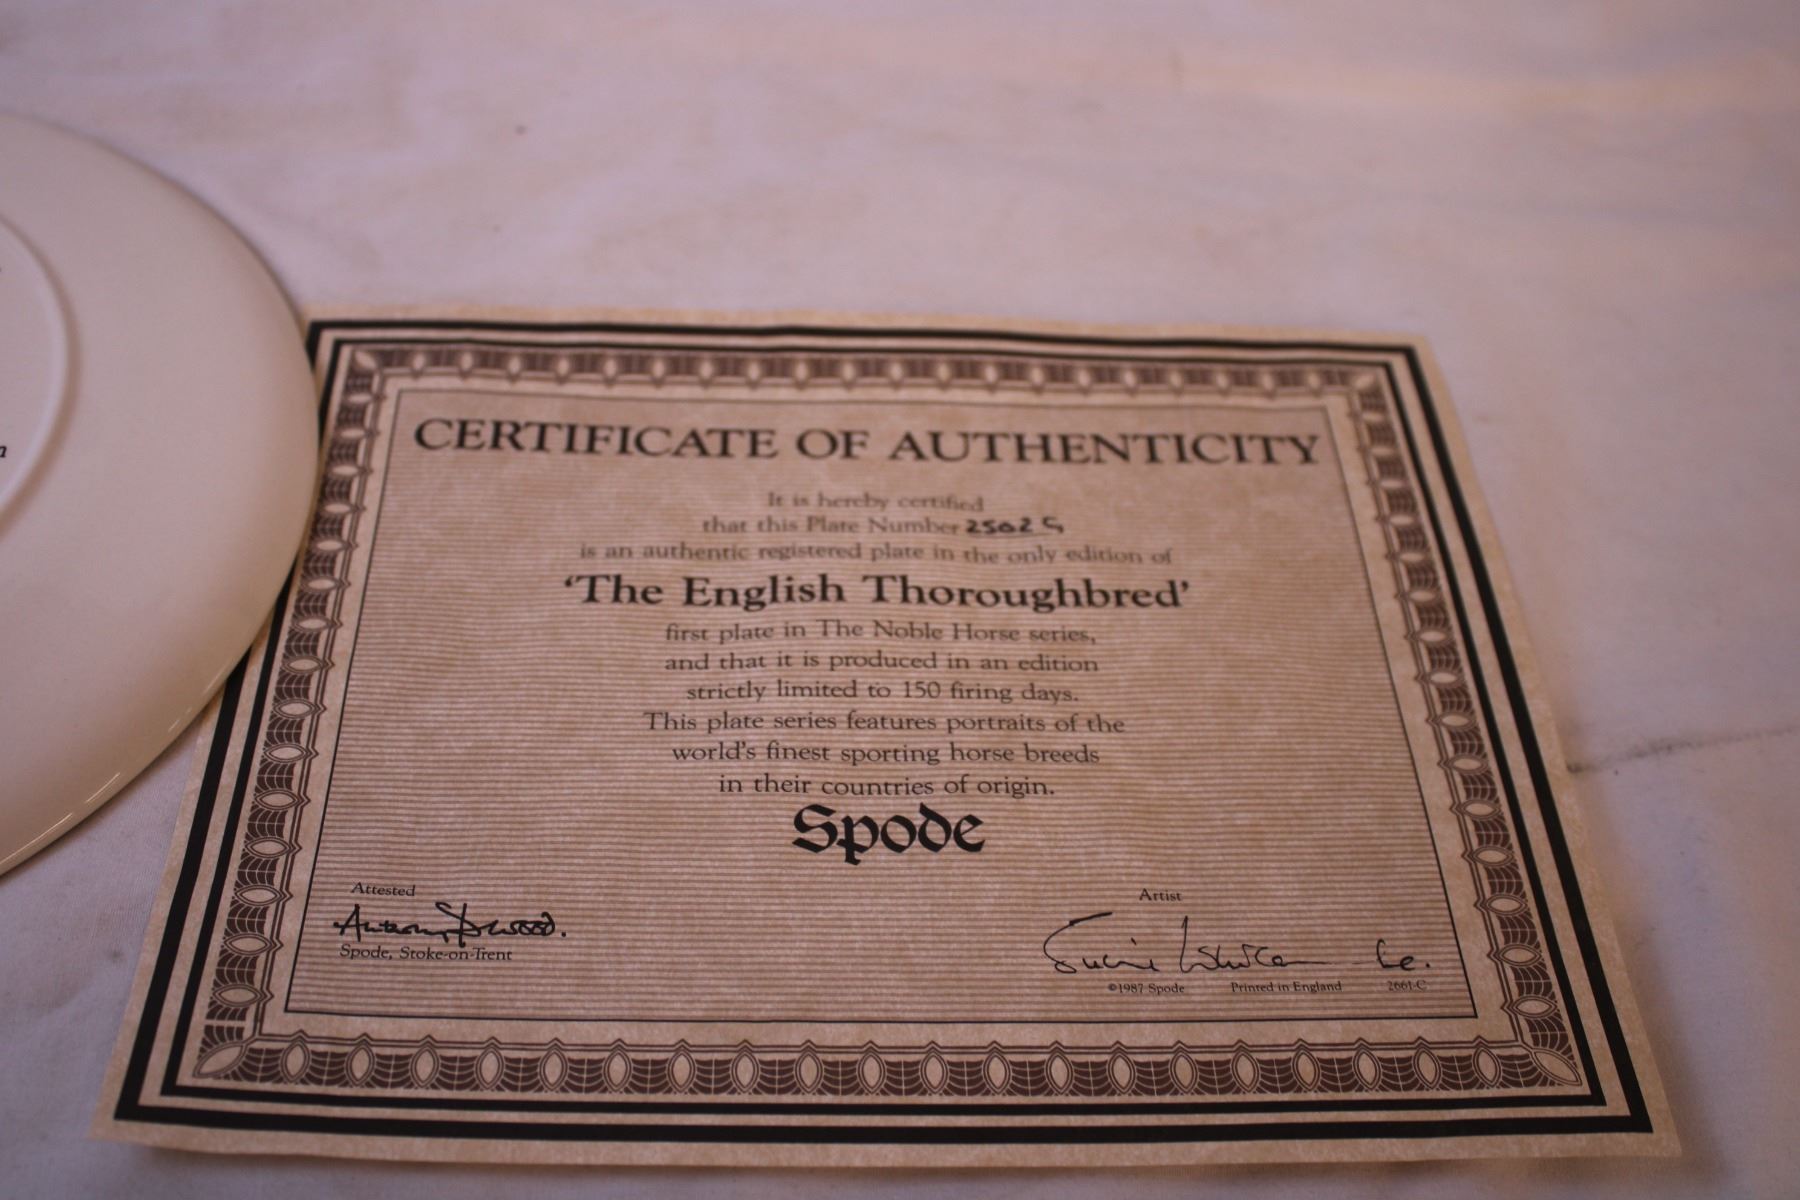 CERTIFICATE OF AUTHENTICITY
It is hereby certified
that this Plate Number 2502 G
is an authentic registered plate in the only edition of
'The English Thoroughbred'
first plate in The Noble Horse series,
and that it is produced in an edition
strictly limited to 150 firing days.
This plate series features portraits of the
world's finest sporting horse breeds
in their countries of origin.
Spode
Attested
Spode, Stoke-on-Trent
Artist
©1987 Spode Printed in England 2661-C